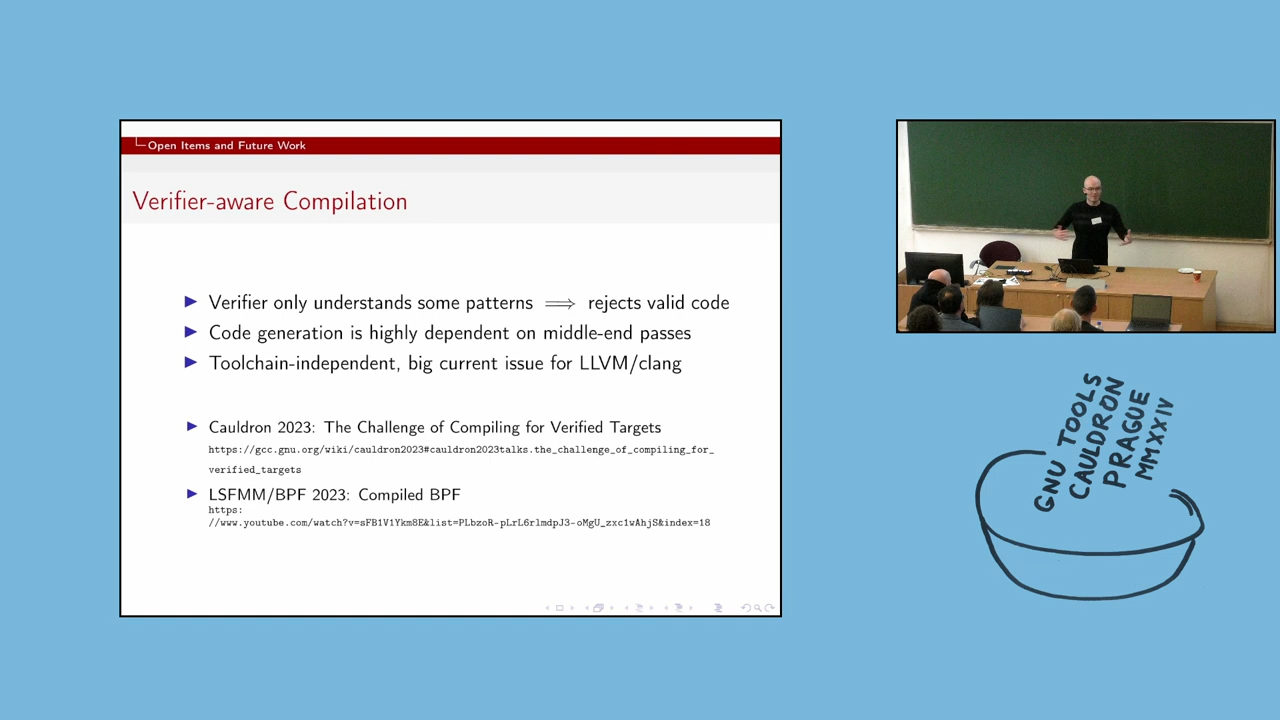 Open Items and Future Work
Verifier-aware Compilation
Verifier only understands some patterns ⟹ rejects valid code
Code generation is highly dependent on middle-end passes
Toolchain-independent, big current issue for LLVM/clang
Cauldron 2023: The Challenge of Compiling for Verified Targets
https://gcc.gnu.org/wiki/cauldron2023#cauldron2023talks.the_challenge_of_compiling_for_
verified_targets
LSFMM/BPF 2023: Compiled BPF
https:
//www.youtube.com/watch?v=sFB1V1Ykm8E&list=PLbzoR-pLrL6rlmdpJ3-oMgU_zxc1wAhjS&index=18
GNU TOOLS
CAULDRON
PRAGUE
MMXXIV